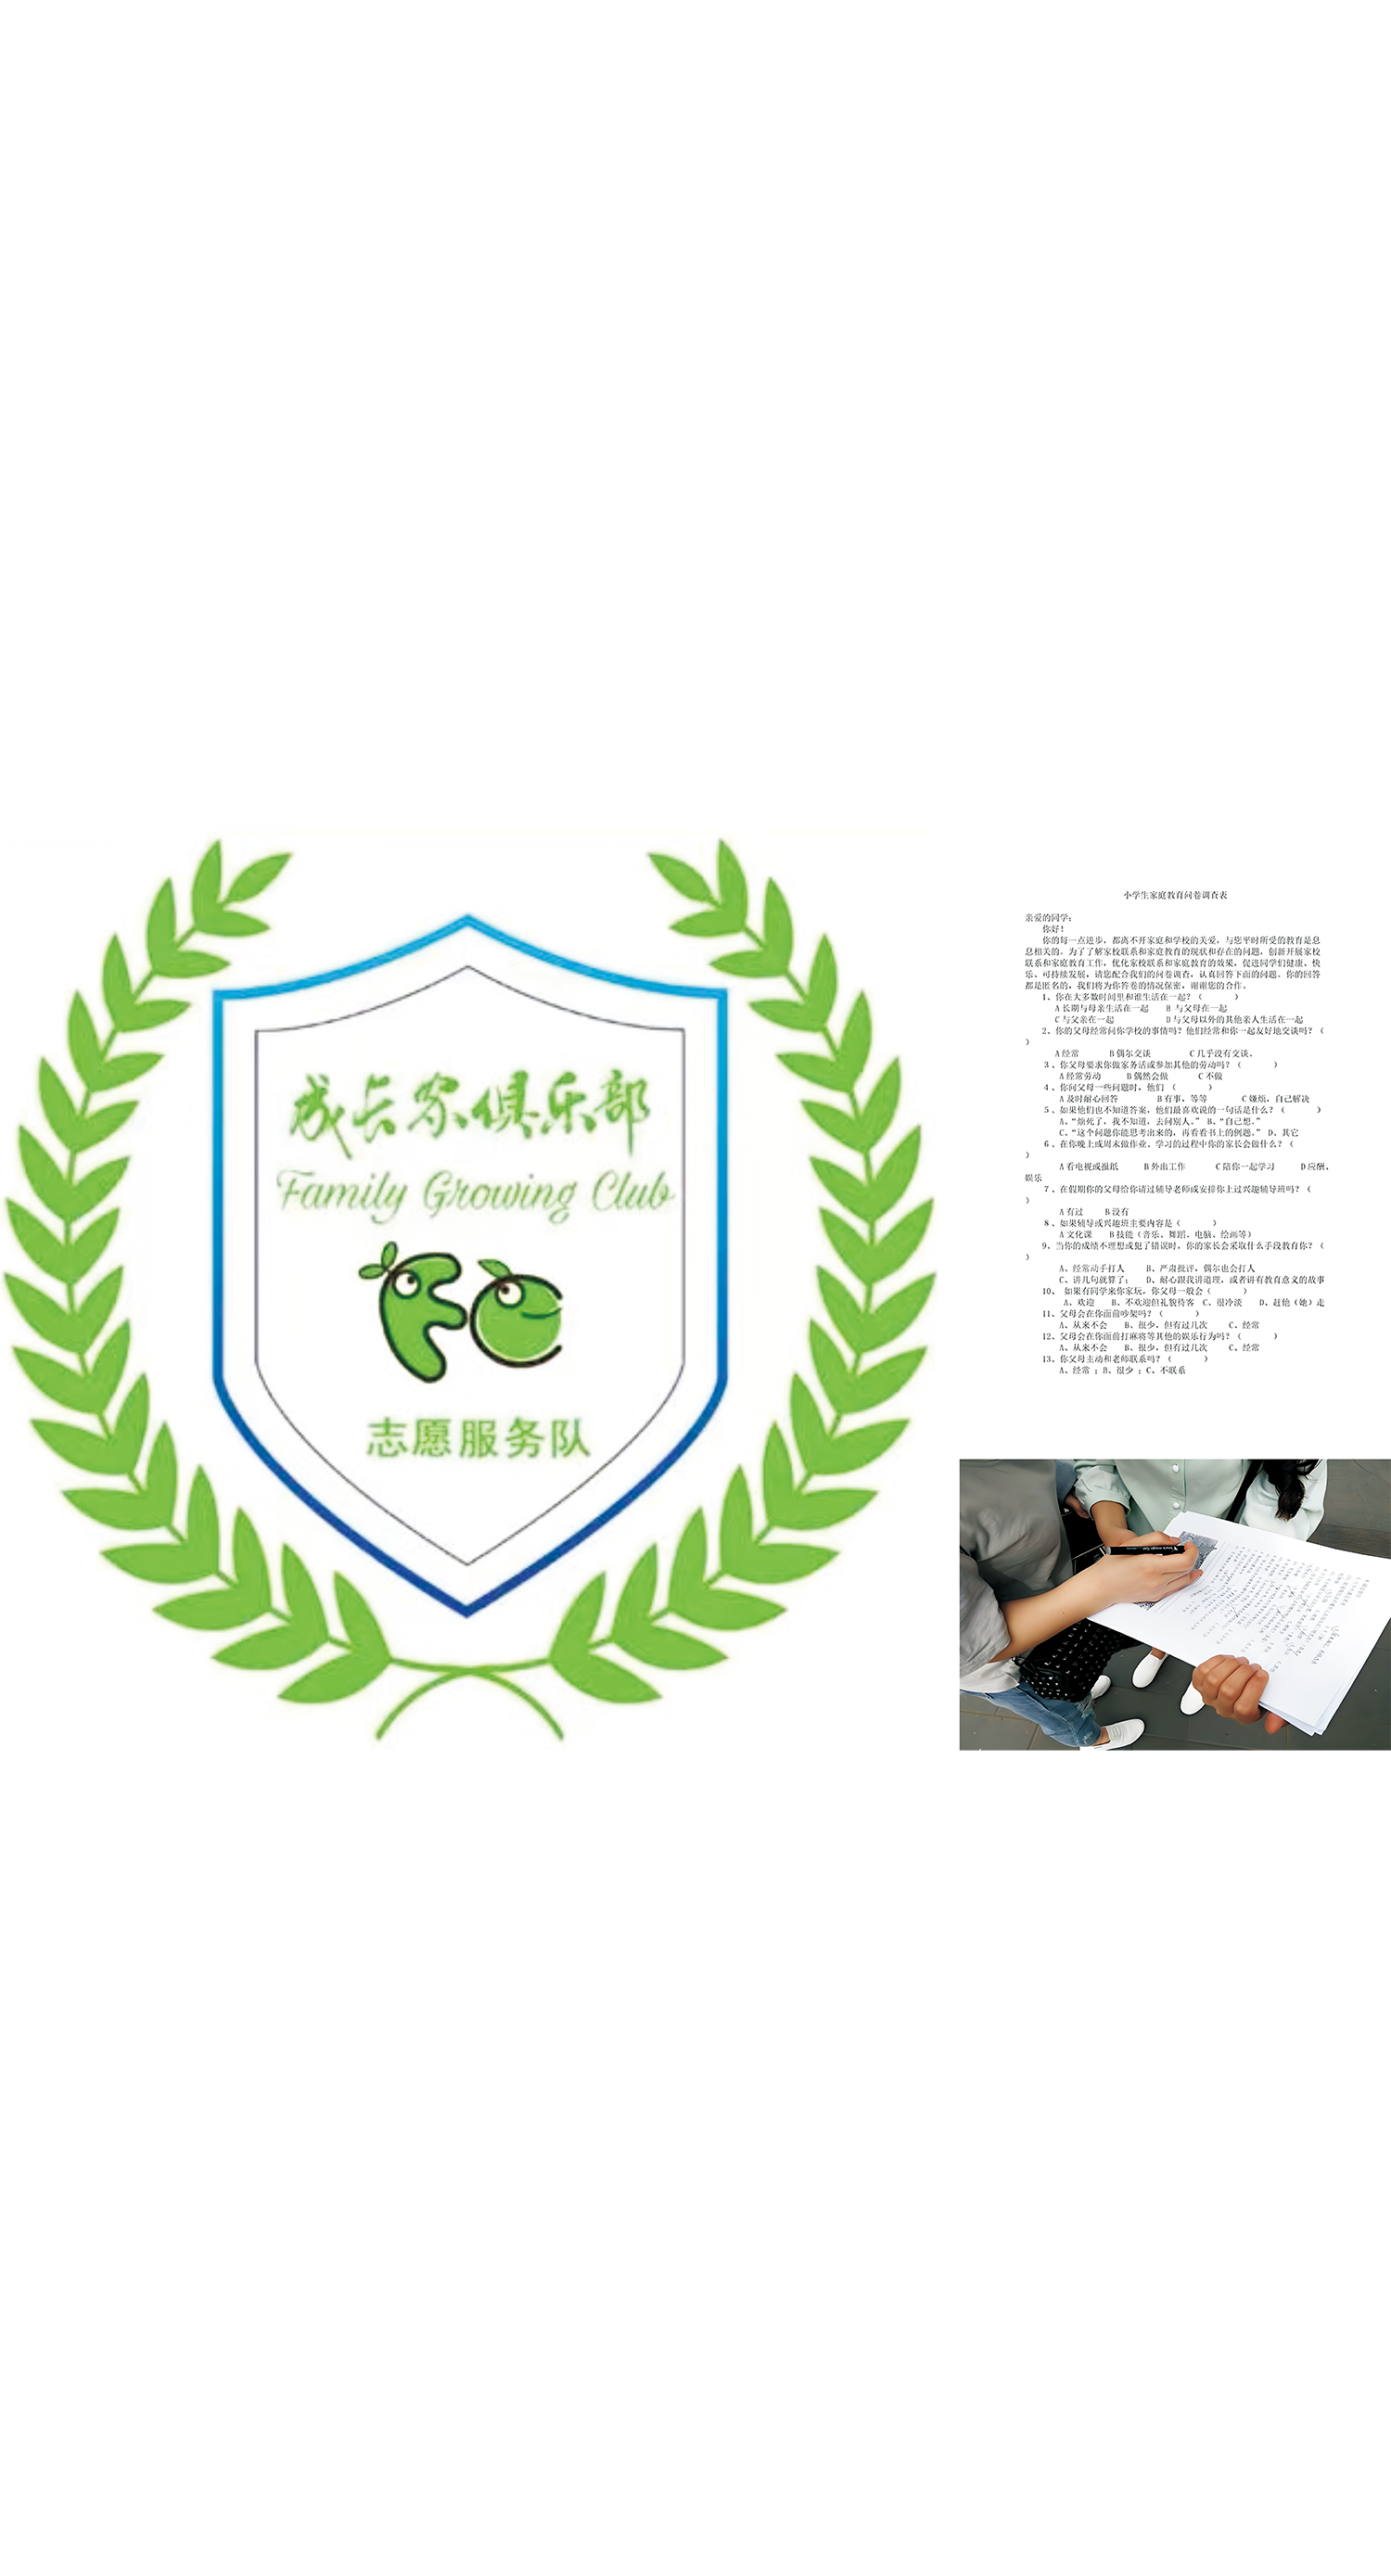 成长家俱乐部
Family Growing Club
FC
志愿服务队
小学生家庭教育问卷调查表
亲爱的同学：
你好！
你的每一点进步，都离不开家庭和学校的关爱，与您平时所受的教育是息
息相关的。为了了解家校联系和家庭教育的现状和存在的问题，创新开展家校
联系和家庭教育工作，优化家校联系和家庭教育的效果，促进同学们健康、快
乐、可持续发展，请您配合我们的问卷调查，认真回答下面的问题。你的回答
都是匿名的，我们将为你答卷的情况保密，谢谢您的合作。
1、你在大多数时间里和谁生活在一起？（ ）
A 长期与母亲生活在一起 B 与父母在一起
C 与父亲在一起 D 与父母以外的其他亲人生活在一起
2、你的父母经常问你学校的事情吗？他们经常和你一起友好地交谈吗？（
）
A 经常 B 偶尔交谈 C 几乎没有交谈。
3、你父母要求你做家务活或参加其他的劳动吗？（ ）
A 经常劳动 B 偶然会做 C 不做
4、你问父母一些问题时，他们 （ ）
A 及时耐心回答 B 有事，等等 C 嫌烦，自己解决
5、如果他们也不知道答案，他们最喜欢说的一句话是什么？（ ）
A、“烦死了，我不知道，去问别人。” B、“自己想。”
C、“这个问题你能思考出来的，再看看书上的例题。” D、其它
6、在你晚上或周末做作业、学习的过程中你的家长会做什么？（
）
A 看电视或报纸 B 外出工作 C 陪你一起学习 D 应酬、
娱乐
7、在假期你的父母给你请过辅导老师或安排你上过兴趣辅导班吗？（
）
A 有过 B 没有
8、如果辅导或兴趣班主要内容是（ ）
A 文化课 B 技能（音乐、舞蹈、电脑、绘画等）
9、当你的成绩不理想或犯了错误时，你的家长会采取什么手段教育你？（
）
A、经常动手打人 B、严肃批评，偶尔也会打人
C、讲几句就算了； D、耐心跟我讲道理，或者讲有教育意义的故事
10、 如果有同学来你家玩，你父母一般会（ ）
A、欢迎 B、不欢迎但礼貌待客 C、很冷淡 D、赶他（她）走
11、父母会在你面前吵架吗？（ ）
A、从来不会 B、很少，但有过几次 C、经常
12、父母会在你面前打麻将等其他的娱乐行为吗？（ ）
A、从来不会 B、很少，但有过几次 C、经常
13、你父母主动和老师联系吗？（ ）
A、经常 ；B、很少 ；C、不联系